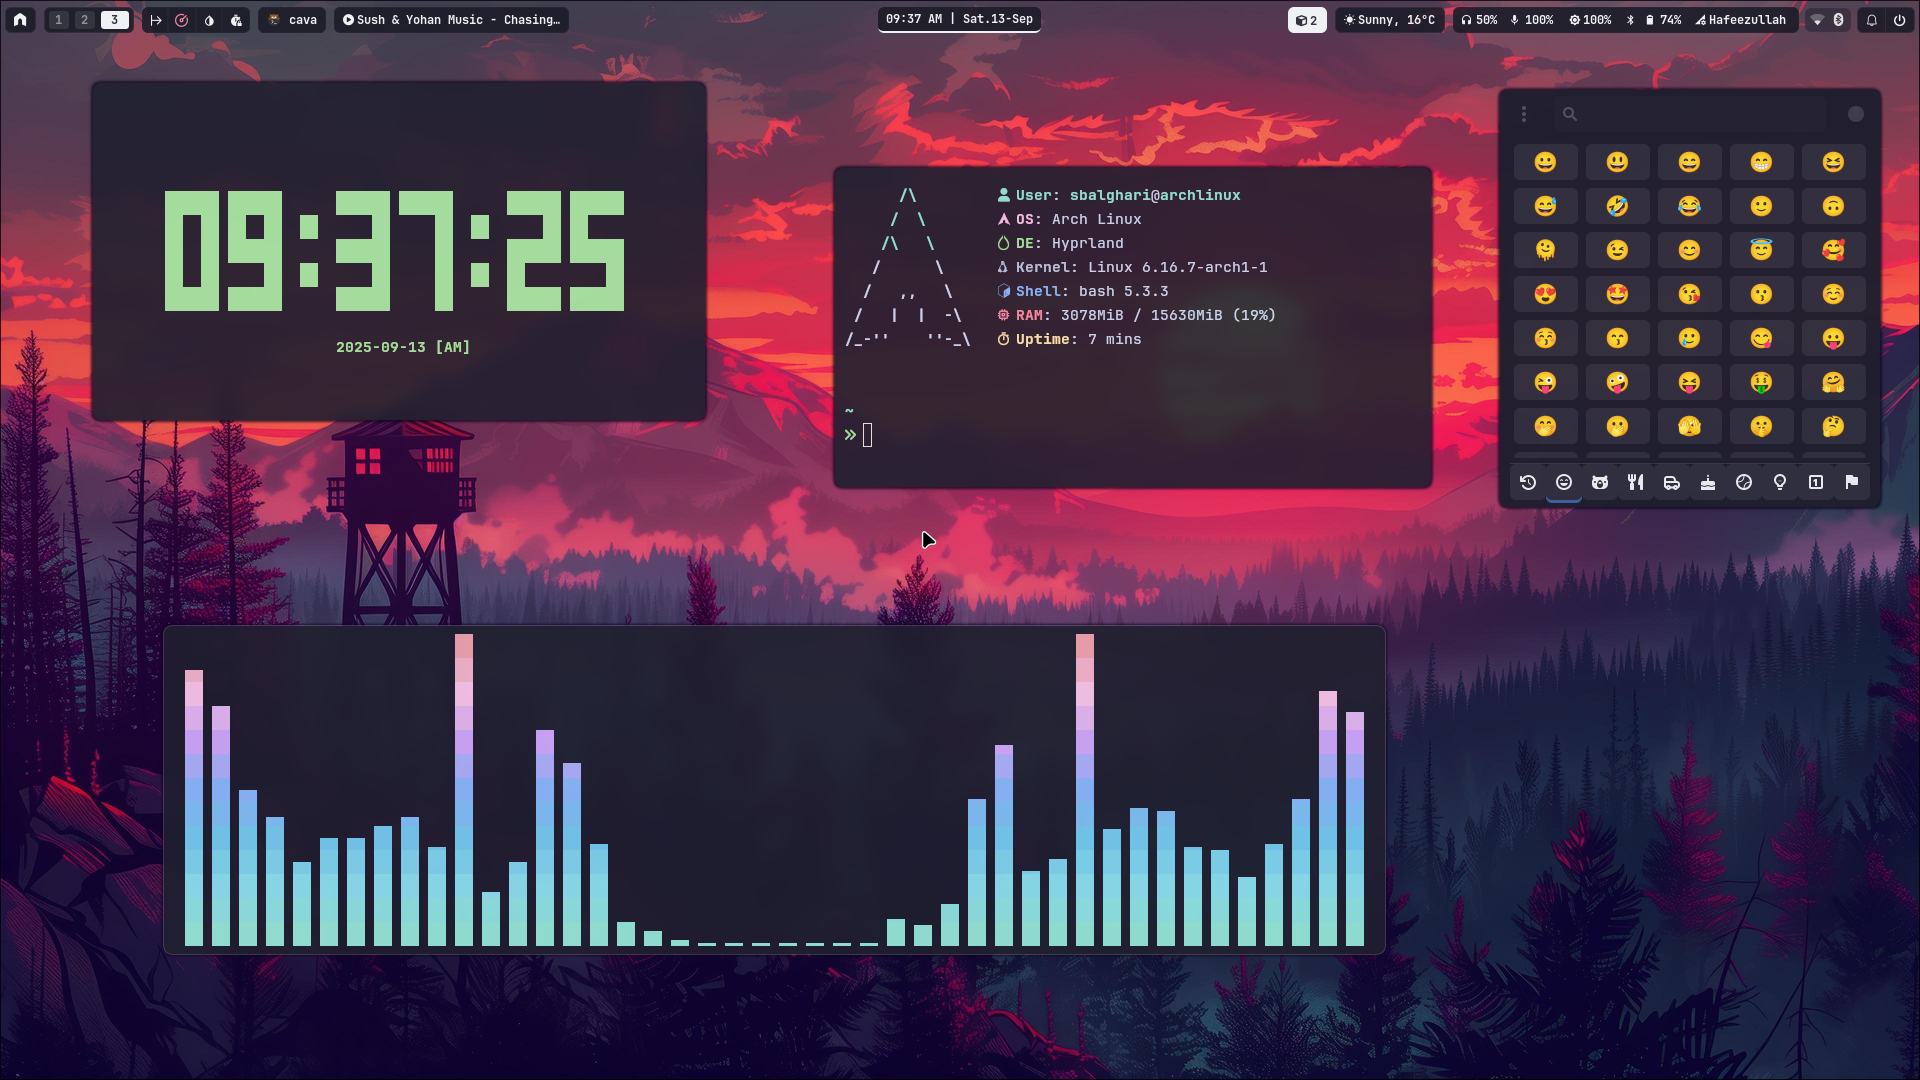 1 2 3
cava
Sush & Yohan Music - Chasing…
09:37 AM | Sat.13-Sep
2
Sunny, 16°C
50% 100% 100% 74% Hafeezullah
09:37:25
2025-09-13 [AM]
User: sbalghari@archlinux
OS: Arch Linux
DE: Hyprland
Kernel: Linux 6.16.7-arch1-1
Shell: bash 5.3.3
RAM: 3078MiB / 15630MiB (19%)
Uptime: 7 mins
~
»